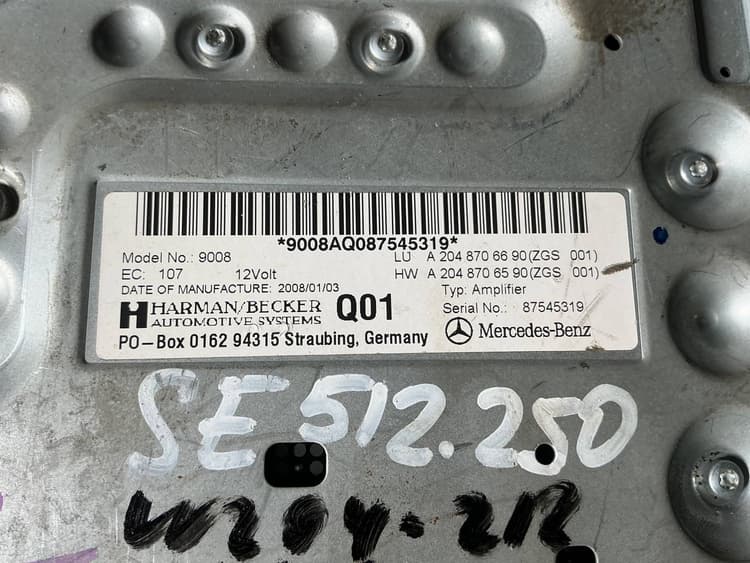 *9008AQ087545319*
Model No.: 9008 LU A 204 870 66 90(ZGS 001)
EC: 107 12Volt HW A 204 870 65 90(ZGS 001)
DATE OF MANUFACTURE: 2008/01/03 Typ: Amplifier
HARMAN/BECKER Q01 Serial No.: 87545319
AUTOMOTIVE SYSTEMS Mercedes-Benz
PO-Box 0162 94315 Straubing, Germany
SE 512.250
W204-212